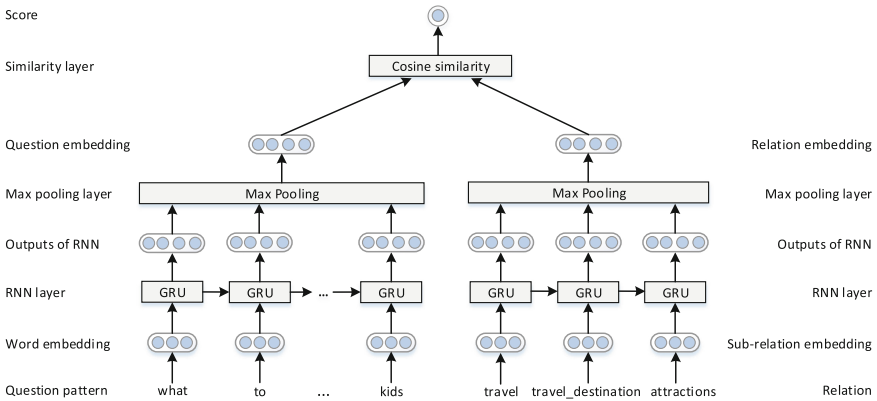 Score
Similarity layer
Cosine similarity
Question embedding
Relation embedding
Max pooling layer
Max Pooling
Max Pooling
Max pooling layer
Outputs of RNN
Outputs of RNN
RNN layer
GRU
GRU
...
GRU
GRU
GRU
GRU
RNN layer
Word embedding
Sub-relation embedding
Question pattern
what
to
...
kids
travel
travel_destination
attractions
Relation